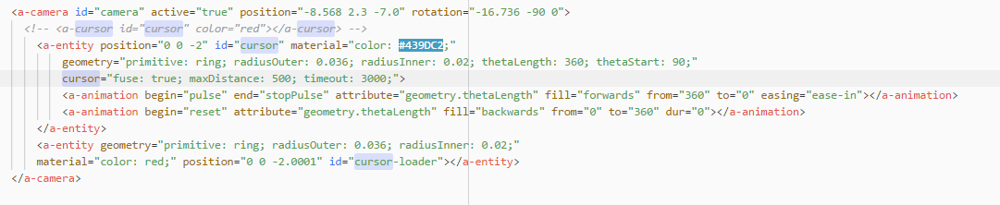 <a-camera id="camera" active="true" position="-8.568 2.3 -7.0" rotation="-16.736 -90 0">
<!-- <a-cursor id="cursor" color="red"></a-cursor> -->
<a-entity position="0 0 -2" id="cursor" material="color: #439DC2;"
geometry="primitive: ring; radiusOuter: 0.036; radiusInner: 0.02; thetaLength: 360; thetaStart: 90;"
cursor="fuse: true; maxDistance: 500; timeout: 3000;">
<a-animation begin="pulse" end="stopPulse" attribute="geometry.thetaLength" fill="forwards" from="360" to="0" easing="ease-in"></a-animation>
<a-animation begin="reset" attribute="geometry.thetaLength" fill="backwards" from="0" to="360" dur="0"></a-animation>
</a-entity>
<a-entity geometry="primitive: ring; radiusOuter: 0.036; radiusInner: 0.02;"
material="color: red;" position="0 0 -2.0001" id="cursor-loader"></a-entity>
</a-camera>